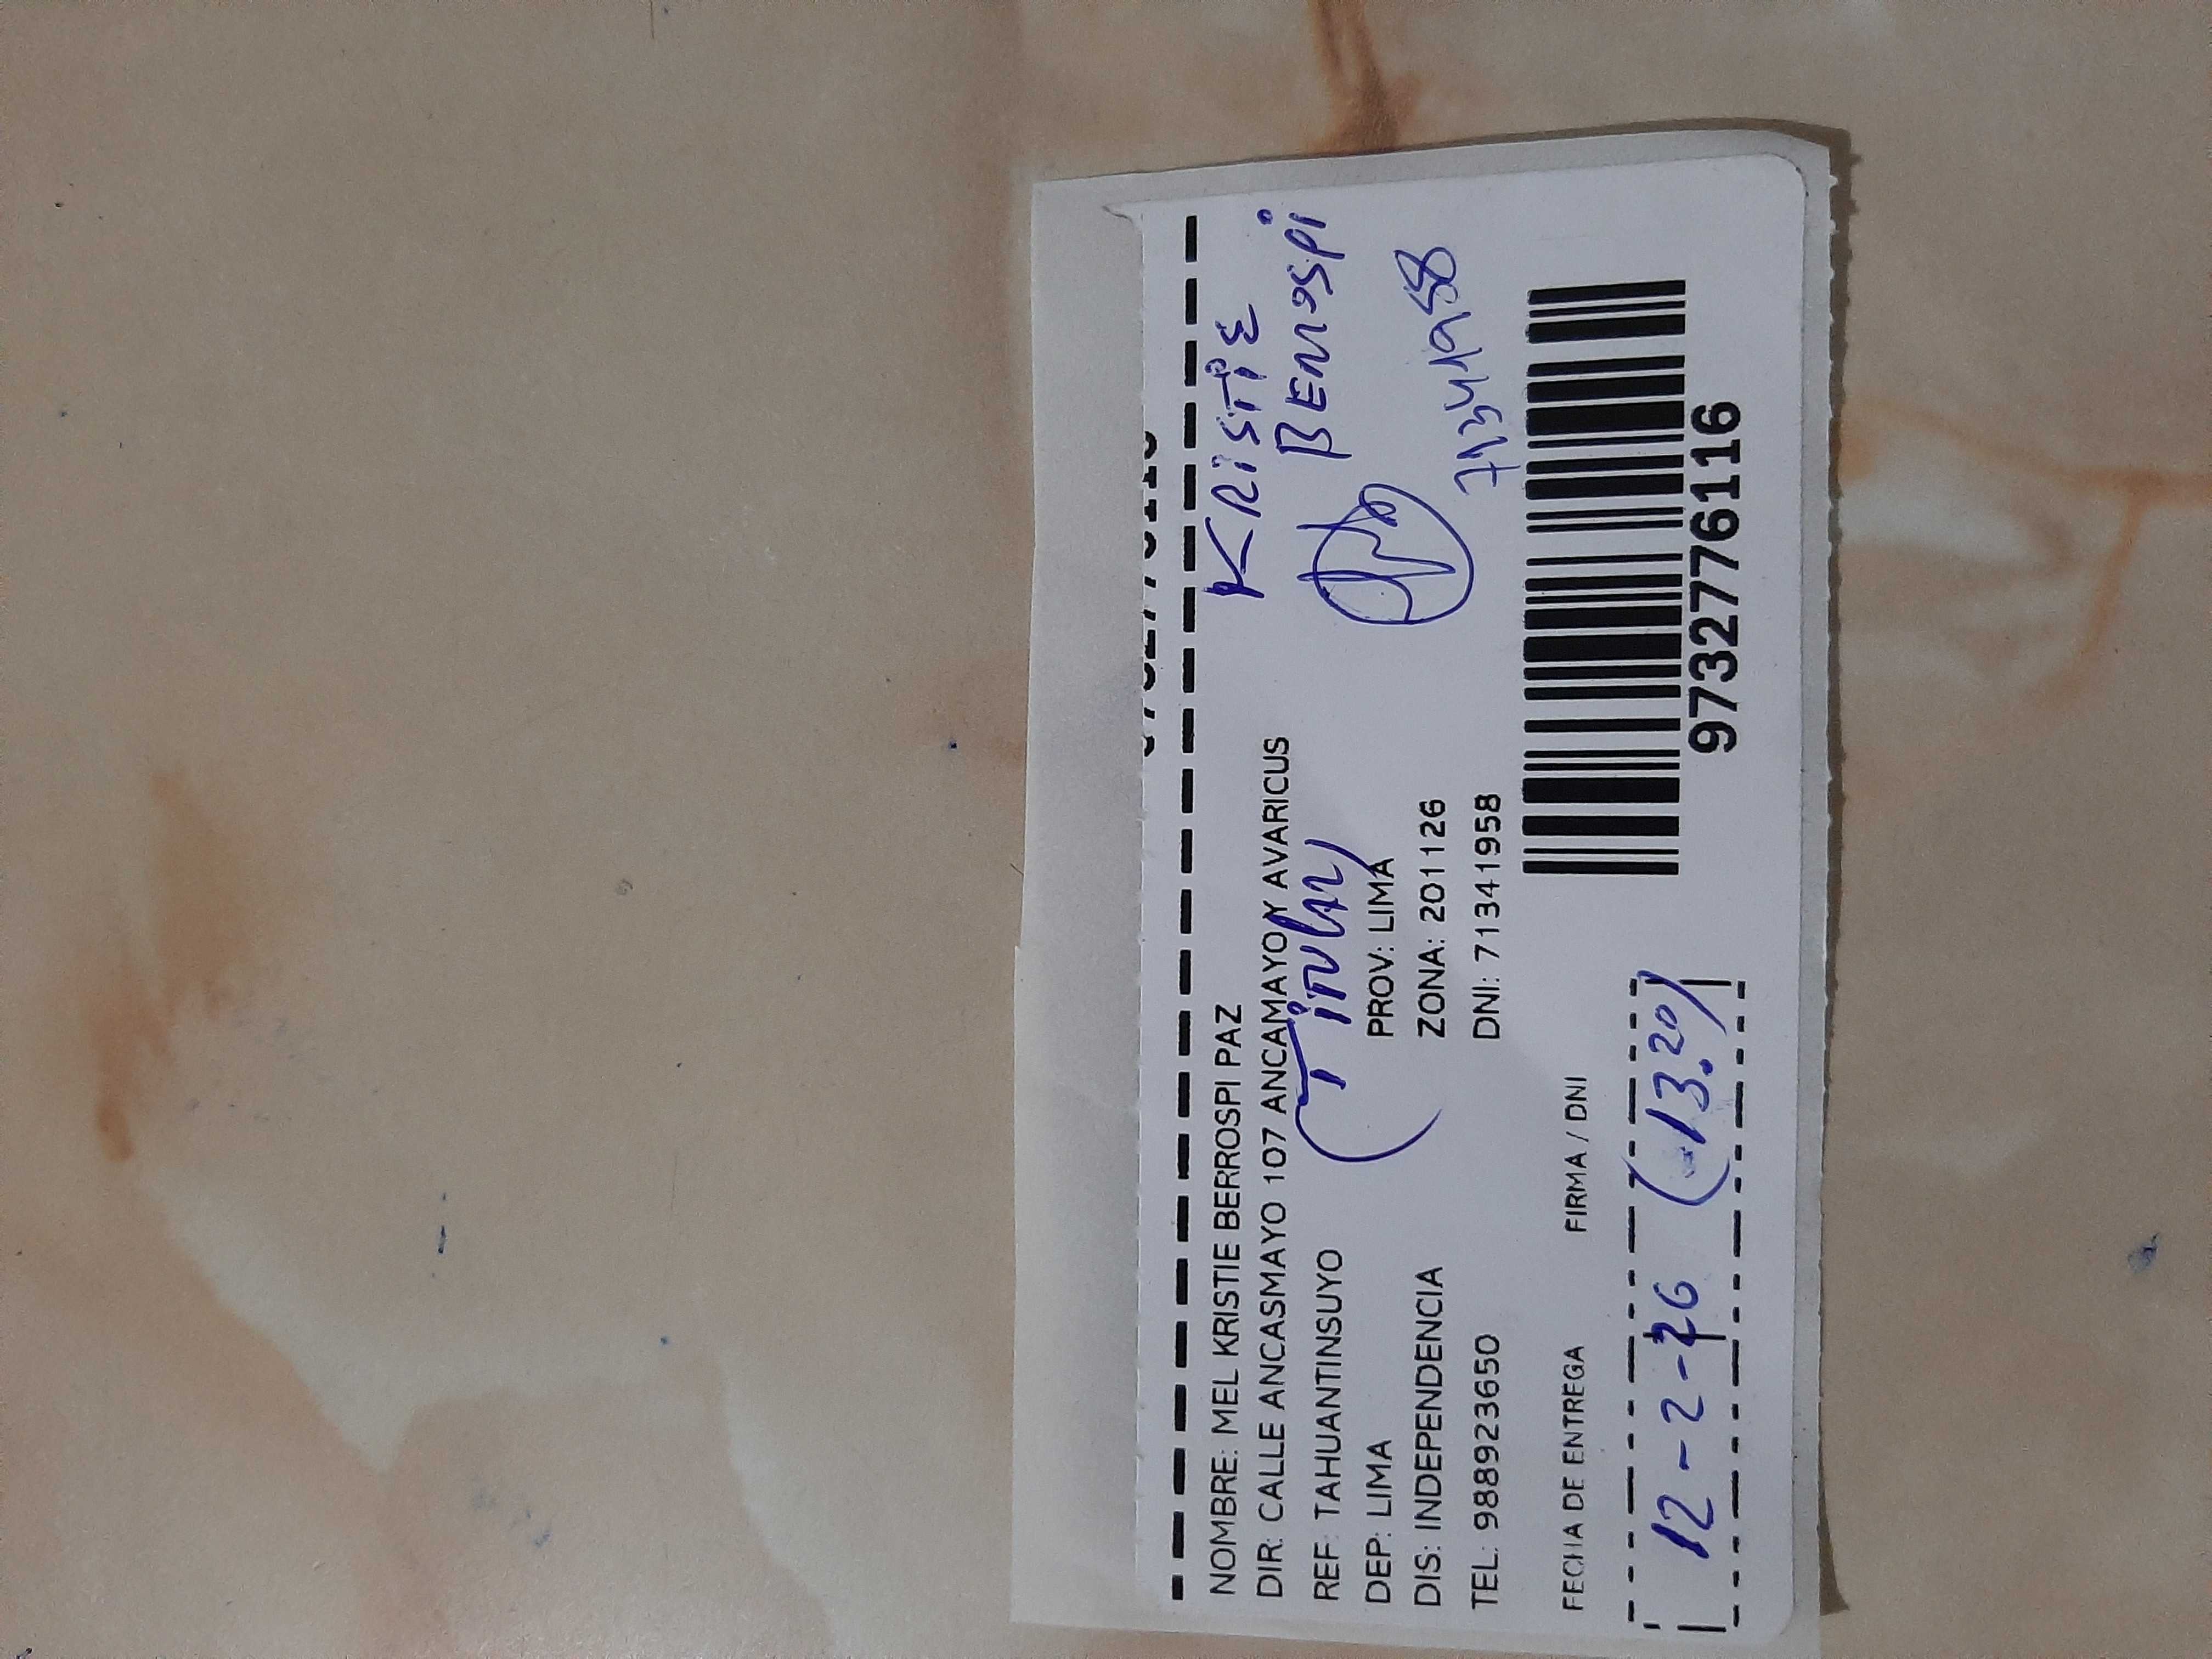 NOMBRE: MEL KRISTIE BERROSPI PAZ
DIR: CALLE ANCASMAYO 107 ANCAMAYO Y AVARICUS
REF: TAHUANTINSUYO
(Titular)
DEP: LIMA PROV: LIMA
DIS: INDEPENDENCIA ZONA: 201126
TEL: 988923650 DNI: 71341958
KRISTIE
BERROSPI
71341958
FECHA DE ENTREGA FIRMA / DNI
12-2-26 (13.20)
9732776116